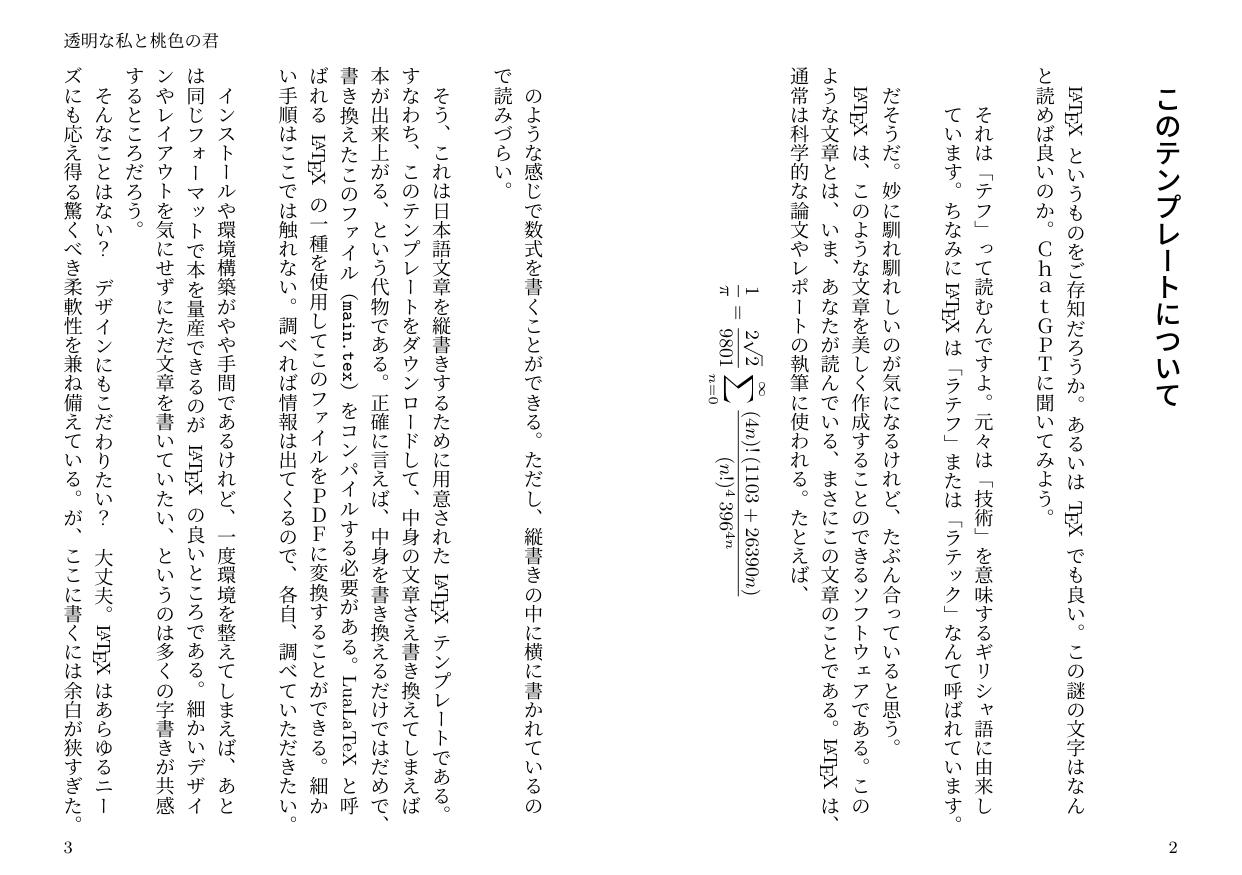 このテンプレートについて
LATEX というものをご存知だろうか。あるいは TEX でも良い。この謎の文字はなん
と読めば良いのか。ＣｈａｔＧＰＴに聞いてみよう。
それは「テフ」って読むんですよ。元々は「技術」を意味するギリシャ語に由来し
ています。ちなみに LATEX は「ラテフ」または「ラテック」なんて呼ばれています。
だそうだ。妙に馴れ馴れしいのが気になるけれど、たぶん合っていると思う。
LATEX は、このような文章を美しく作成することのできるソフトウェアである。この
ような文章とは、いま、あなたが読んでいる、まさにこの文章のことである。LATEX は、
通常は科学的な論文やレポートの執筆に使われる。たとえば、
1/π = 2√2/9801 ∑_{n=0}^{∞} (4n)!(1103 + 26390n)/(n!)^4 396^{4n}
2
のような感じで数式を書くことができる。ただし、縦書きの中に横に書かれているの
で読みづらい。
そう、これは日本語文章を縦書きするために用意された LATEX テンプレートである。
すなわち、このテンプレートをダウンロードして、中身の文章さえ書き換えてしまえば
本が出来上がる、という代物である。正確に言えば、中身を書き換えるだけではだめで、
書き換えたこのファイル（main.tex）をコンパイルする必要がある。LuaLaTeX と呼
ばれる LATEX の一種を使用してこのファイルをＰＤＦに変換することができる。細か
い手順はここでは触れない。調べれば情報は出てくるので、各自、調べていただきたい。
インストールや環境構築がやや手間であるけれど、一度環境を整えてしまえば、あと
は同じフォーマットで本を量産できるのが LATEX の良いところである。細かいデザイ
ンやレイアウトを気にせずにただ文章を書いていたい、というのは多くの字書きが共感
するところだろう。
そんなことはない？　デザインにもこだわりたい？　大丈夫。LATEX はあらゆるニー
ズにも応え得る驚くべき柔軟性を兼ね備えている。が、ここに書くには余白が狭すぎた。
透明な私と桃色の君
3